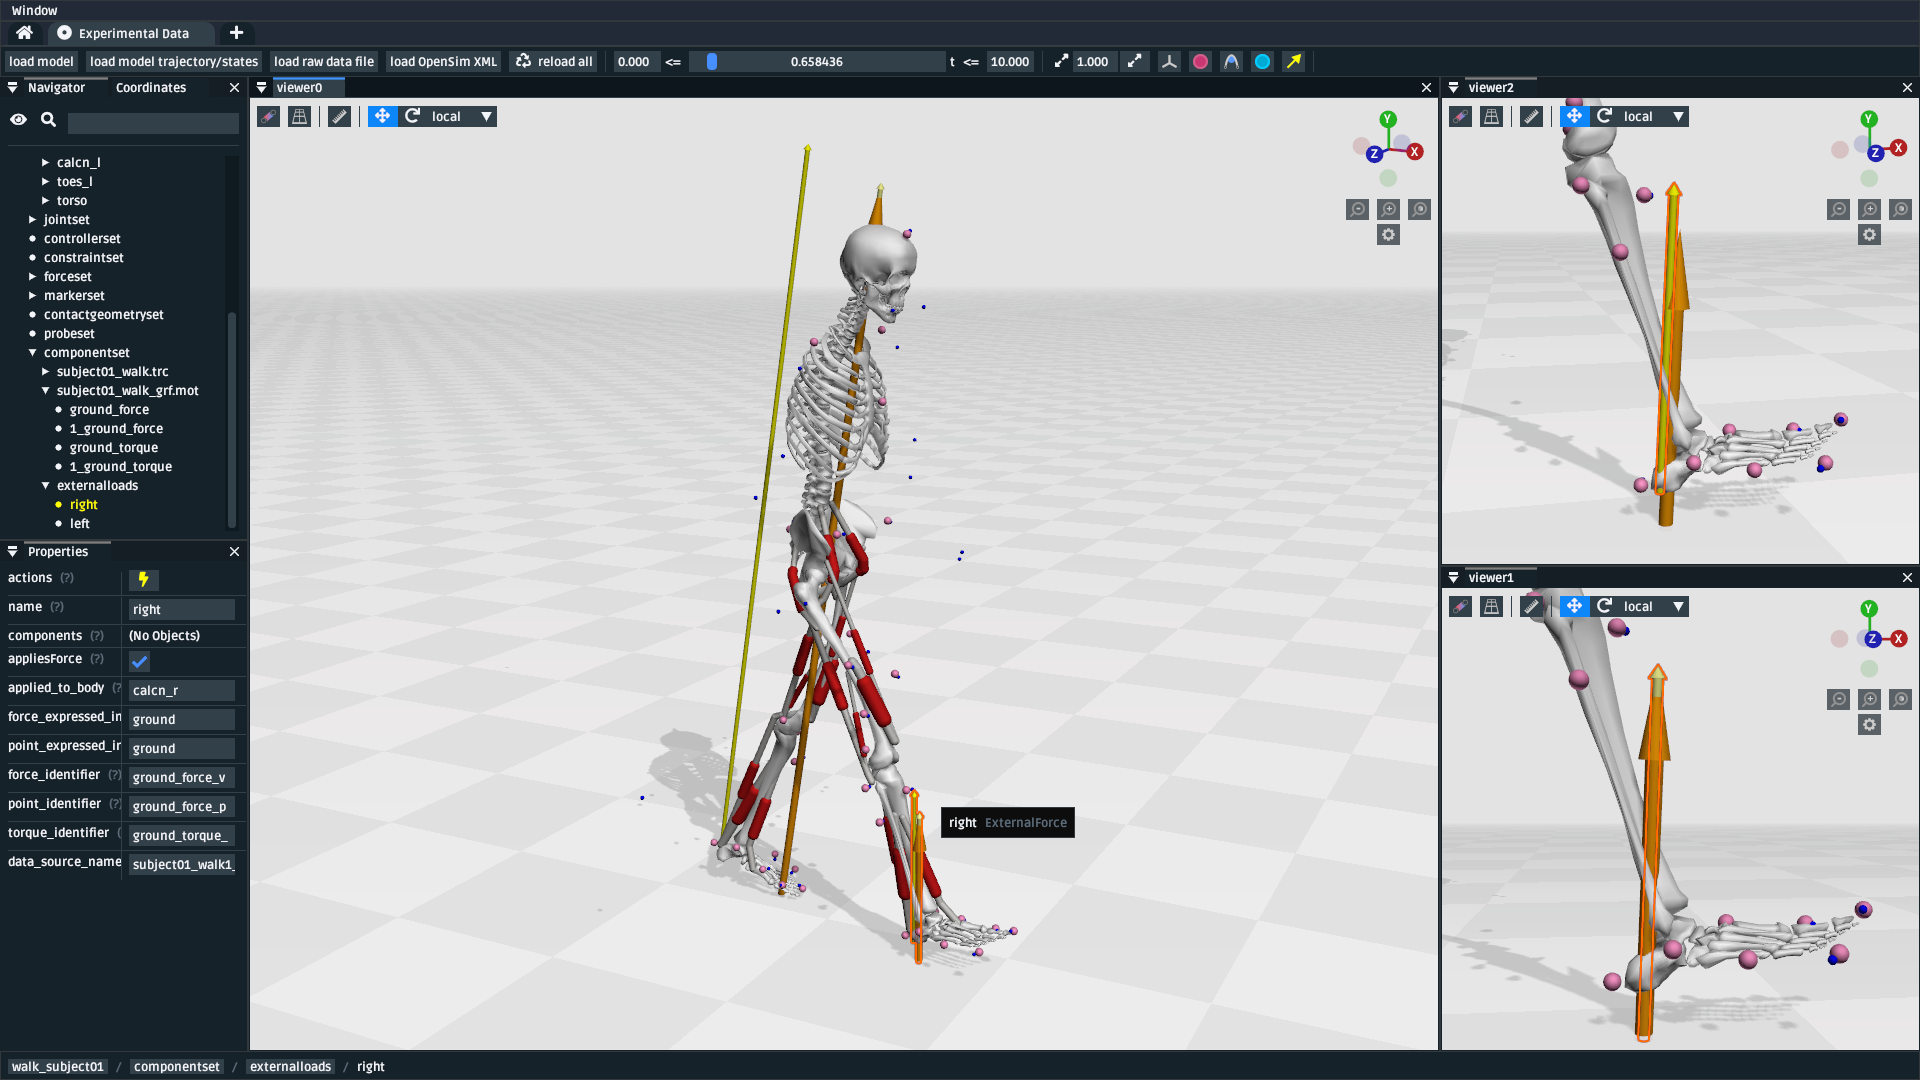 Window
Experimental Data
load model
load model trajectory/states
load raw data file
load OpenSim XML
reload all
0.000
<=
0.658436
t <=
10.000
1.000
Navigator
Coordinates
calcn_l
toes_l
torso
jointset
controllerset
constraintset
forceset
markerset
contactgeometryset
probeset
componentset
subject01_walk.trc
subject01_walk_grf.mot
ground_force
1_ground_force
ground_torque
1_ground_torque
externalloads
right
left
Properties
actions (?)
name (?)
right
components (?)
(No Objects)
appliesForce (?)
applied_to_body (?
calcn_r
force_expressed_in
ground
point_expressed_ir
ground
force_identifier (?)
ground_force_v
point_identifier (?)
ground_force_p
torque_identifier (
ground_torque_
data_source_name
subject01_walk1_
viewer0
local
Y
Z
X
right ExternalForce
viewer2
local
Y
Z
X
viewer1
local
Y
Z
X
walk_subject01 / componentset / externalloads / right